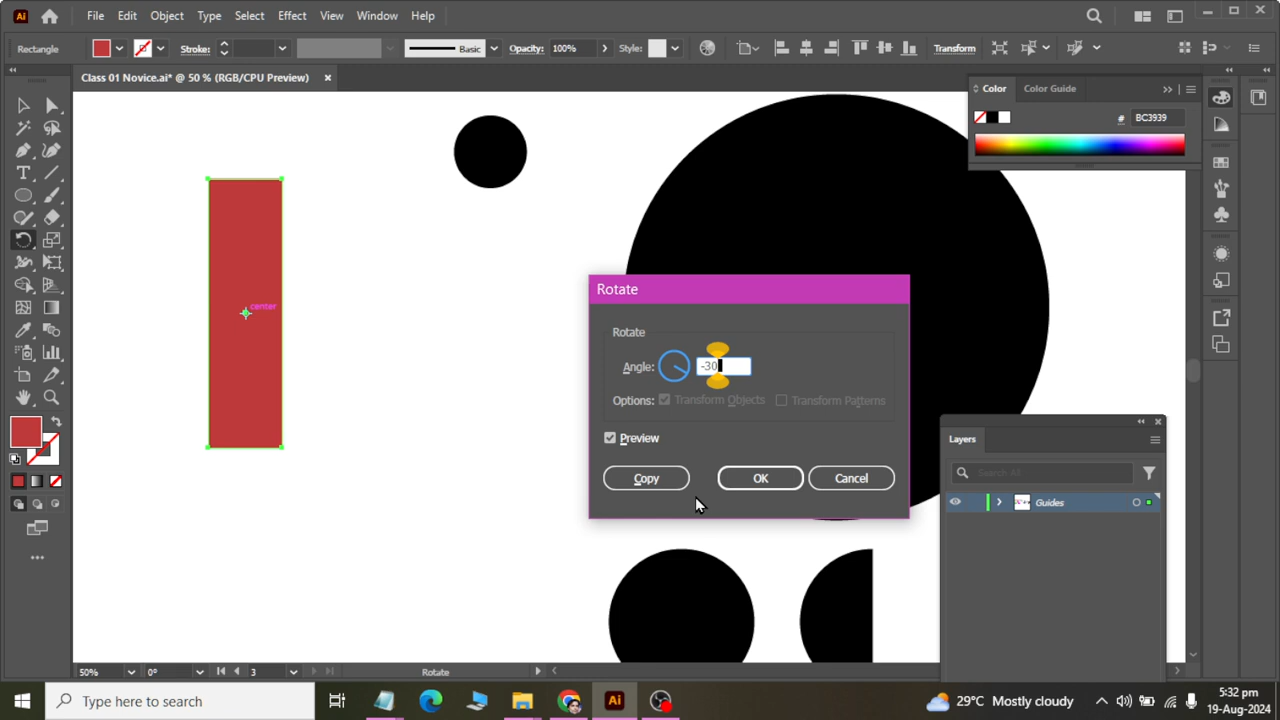 Ai File Edit Object Type Select Effect View Window Help
Rectangle Stroke: Basic Opacity: 100% Style: Transform
Class 01 Novice.ai* @ 50 % (RGB/CPU Preview)
Color Color Guide
# BC3939
center
Rotate
Rotate
Angle: -30
Options: Transform Objects Transform Patterns
Preview
Copy OK Cancel
Layers
Search All
Guides
50% 0° 3 Rotate
Type here to search Ai 29°C Mostly cloudy 5:32 pm
19-Aug-2024